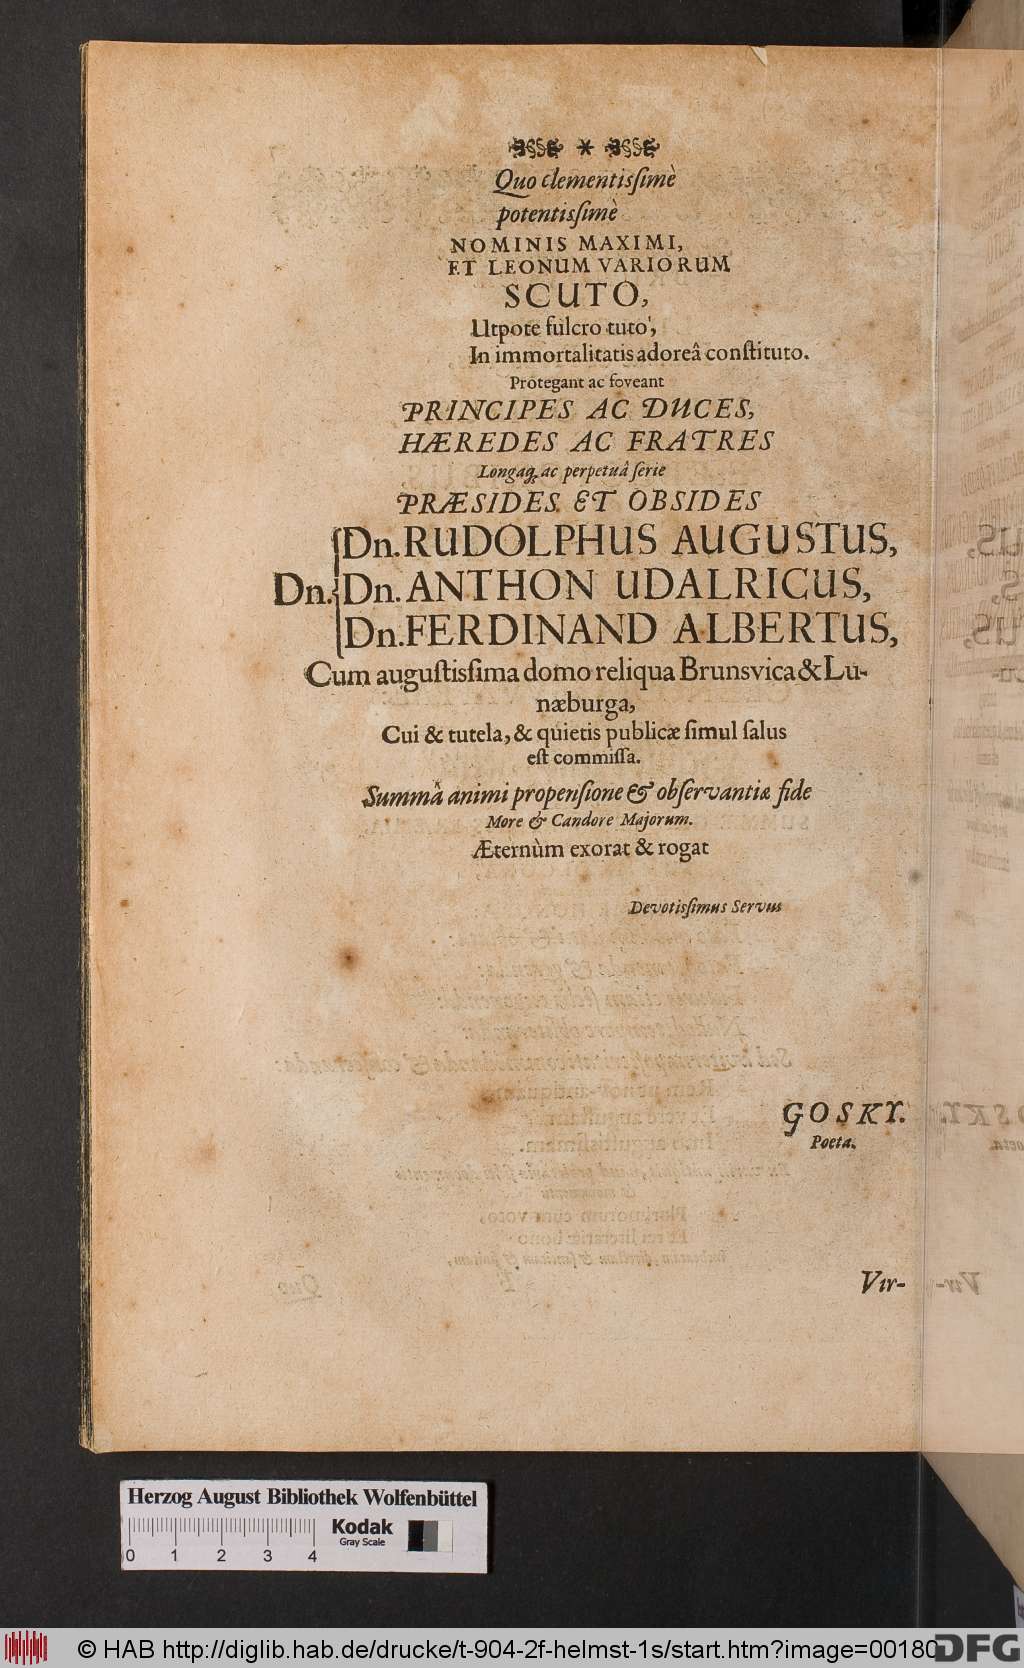 Quo clementiſſimè
potentiſſimè
NOMINIS MAXIMI,
ET LEONUM VARIORUM
SCUTO,
Utpote fulcro tuto,
In immortalitatis adoreâ conſtituto.
Protegant ac foveant
PRINCIPES AC DUCES,
HÆREDES AC FRATRES
Longaq; ac perpetuâ ſerie
PRÆSIDES ET OBSIDES
Dn. RUDOLPHUS AUGUSTUS,
Dn. Dn. ANTHON UDALRICUS,
Dn. FERDINAND ALBERTUS,
Cum auguſtiſſima domo reliqua Brunsvica & Lu-
næburga,
Cui & tutela, & quietis publicæ ſimul ſalus
eſt commiſſa.
Summâ animi propenſione & obſervantiæ fide
More & Candore Majorum.
Æternùm exorat & rogat
Devotiſſimus Servus
GOSKY.
Poeta.
Vir-
Herzog August Bibliothek Wolfenbüttel
Kodak
Gray Scale
0 1 2 3 4
© HAB http://diglib.hab.de/drucke/t-904-2f-helmst-1s/start.htm?image=00180
DFG